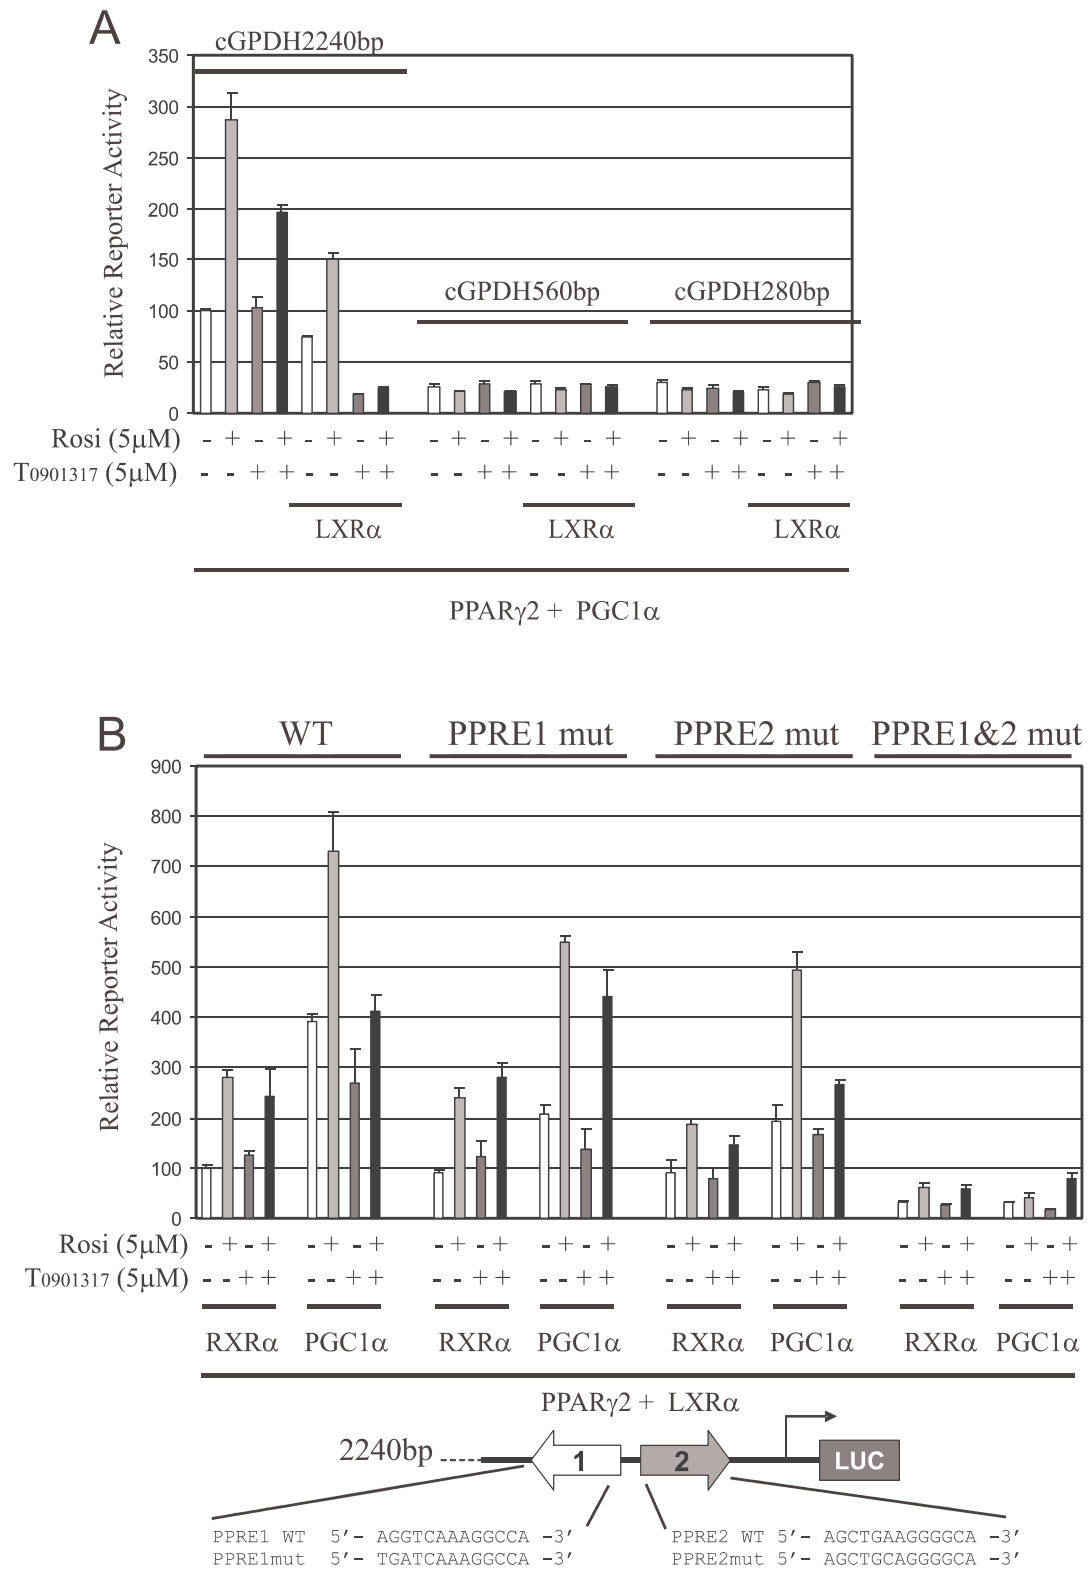 A
cGPDH2240bp
350
300
250
200
150
100
50
0
Relative Reporter Activity
cGPDH560bp
cGPDH280bp
Rosi (5μM) - + - + - + - + - + - + - + - + - + - + - + - +
T0901317 (5μM) - - + + - - + + - - + + - - + + - - + + - - + +
LXRα LXRα LXRα
PPARγ2 + PGC1α
B
WT PPRE1 mut PPRE2 mut PPRE1&2 mut
900
800
700
600
500
400
300
200
100
0
Relative Reporter Activity
Rosi (5μM) - + - + - + - + - + - + - + - + - + - + - + - + - + - + - + - +
T0901317 (5μM) - - + + - - + + - - + + - - + + - - + + - - + + - - + + - - + +
RXRα PGC1α RXRα PGC1α RXRα PGC1α RXRα PGC1α
PPARγ2 + LXRα
2240bp 1 2 LUC
PPRE1 WT 5′- AGGTCAAAGGCCA -3′ PPRE2 WT 5′- AGCTGAAGGGGCA -3′
PPRE1mut 5′- TGATCAAAGGCCA -3′ PPRE2mut 5′- AGCTGCAGGGGCA -3′